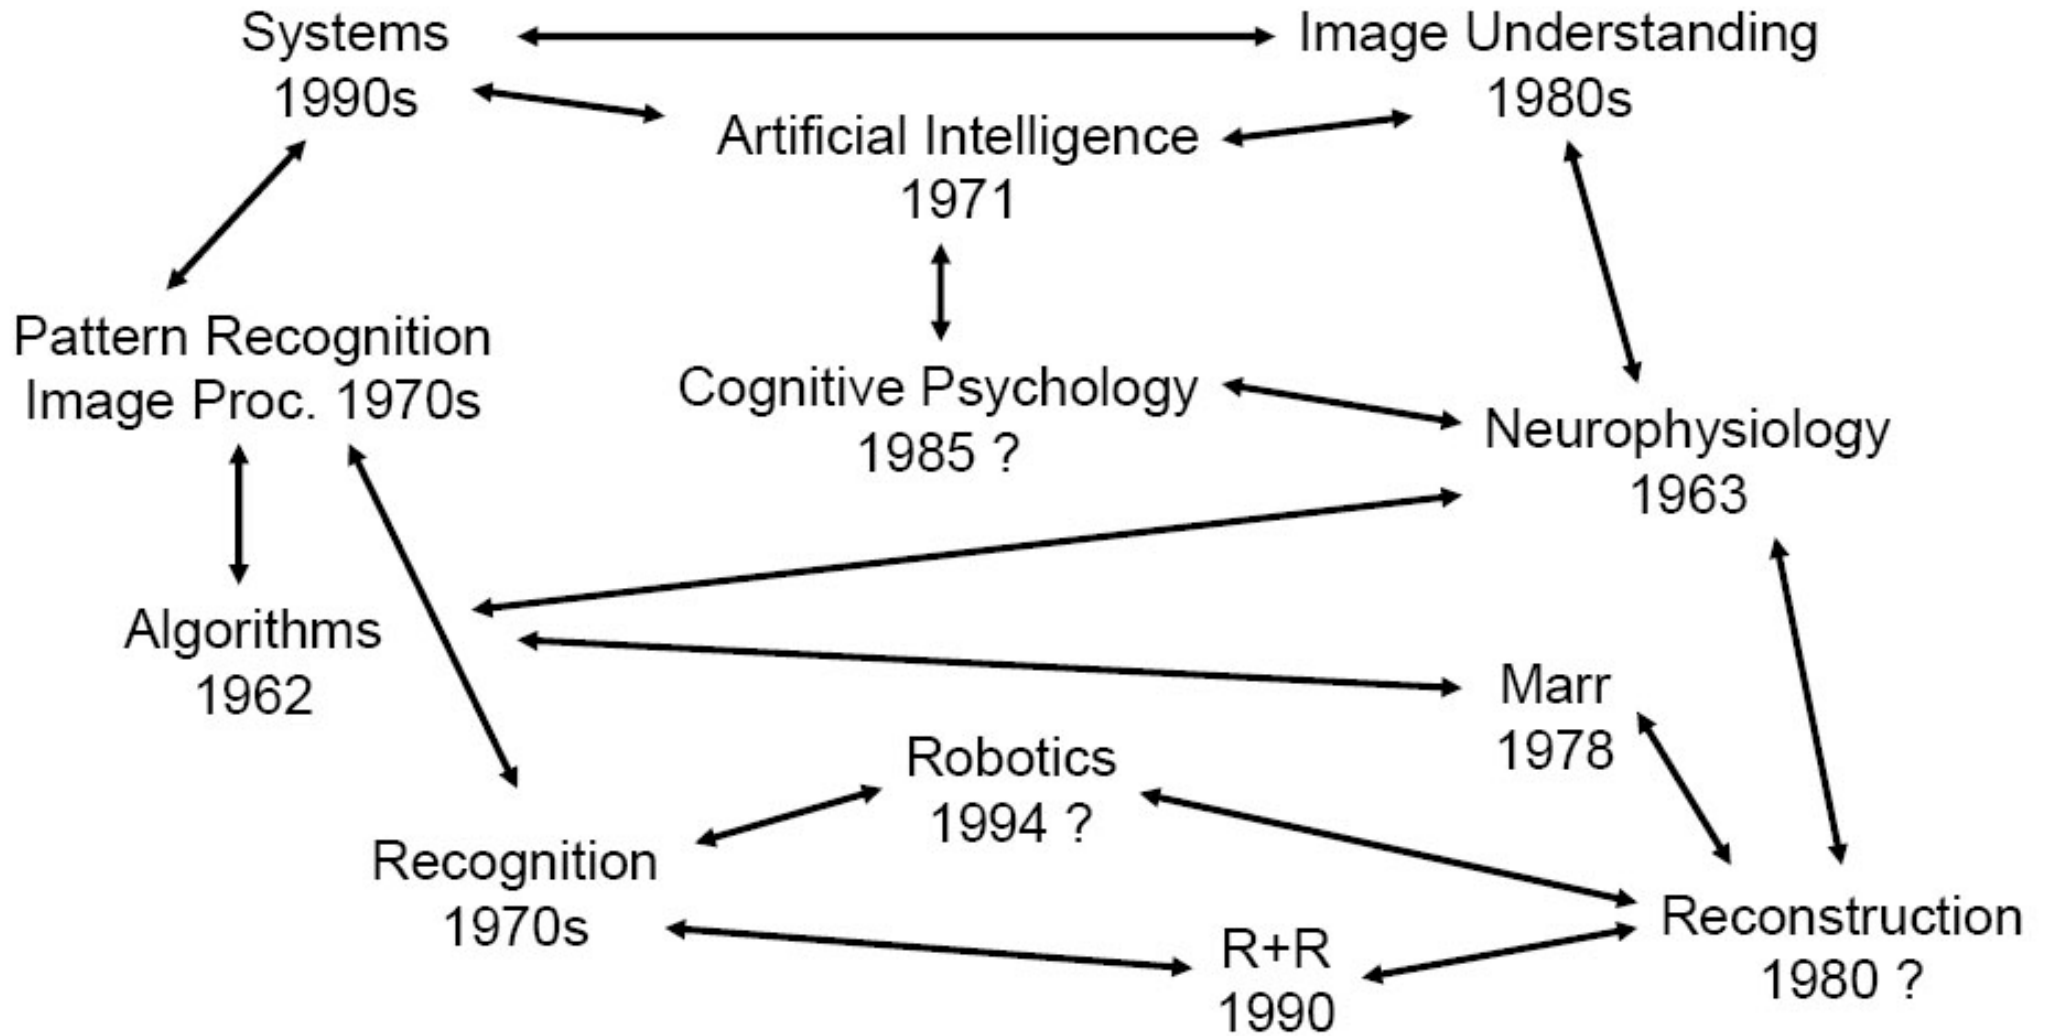 Systems
1990s
Image Understanding
1980s
Artificial Intelligence
1971
Pattern Recognition
Image Proc. 1970s
Cognitive Psychology
1985 ?
Neurophysiology
1963
Algorithms
1962
Marr
1978
Robotics
1994 ?
Recognition
1970s
R+R
1990
Reconstruction
1980 ?